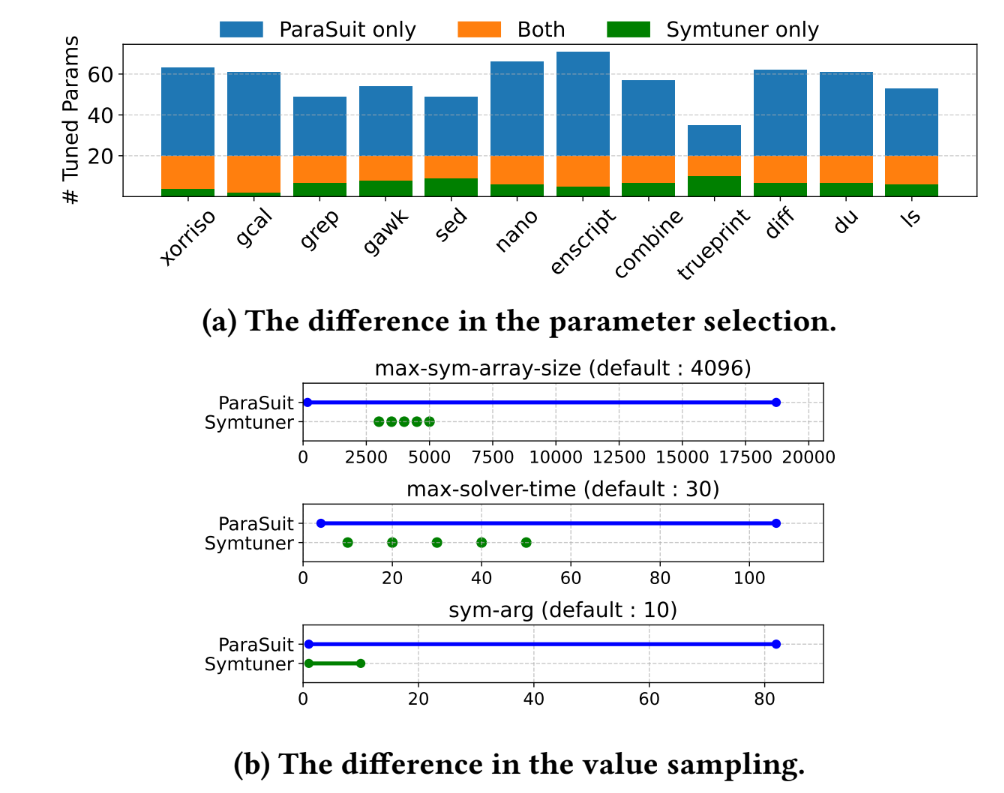 ParaSuit only Both Symtuner only
# Tuned Params
60
40
20
xorriso gcal grep gawk sed nano enscript combine trueprint diff du ls
(a) The difference in the parameter selection.
max-sym-array-size (default : 4096)
ParaSuit
Symtuner
0 2500 5000 7500 10000 12500 15000 17500 20000
max-solver-time (default : 30)
ParaSuit
Symtuner
0 20 40 60 80 100
sym-arg (default : 10)
ParaSuit
Symtuner
0 20 40 60 80
(b) The difference in the value sampling.